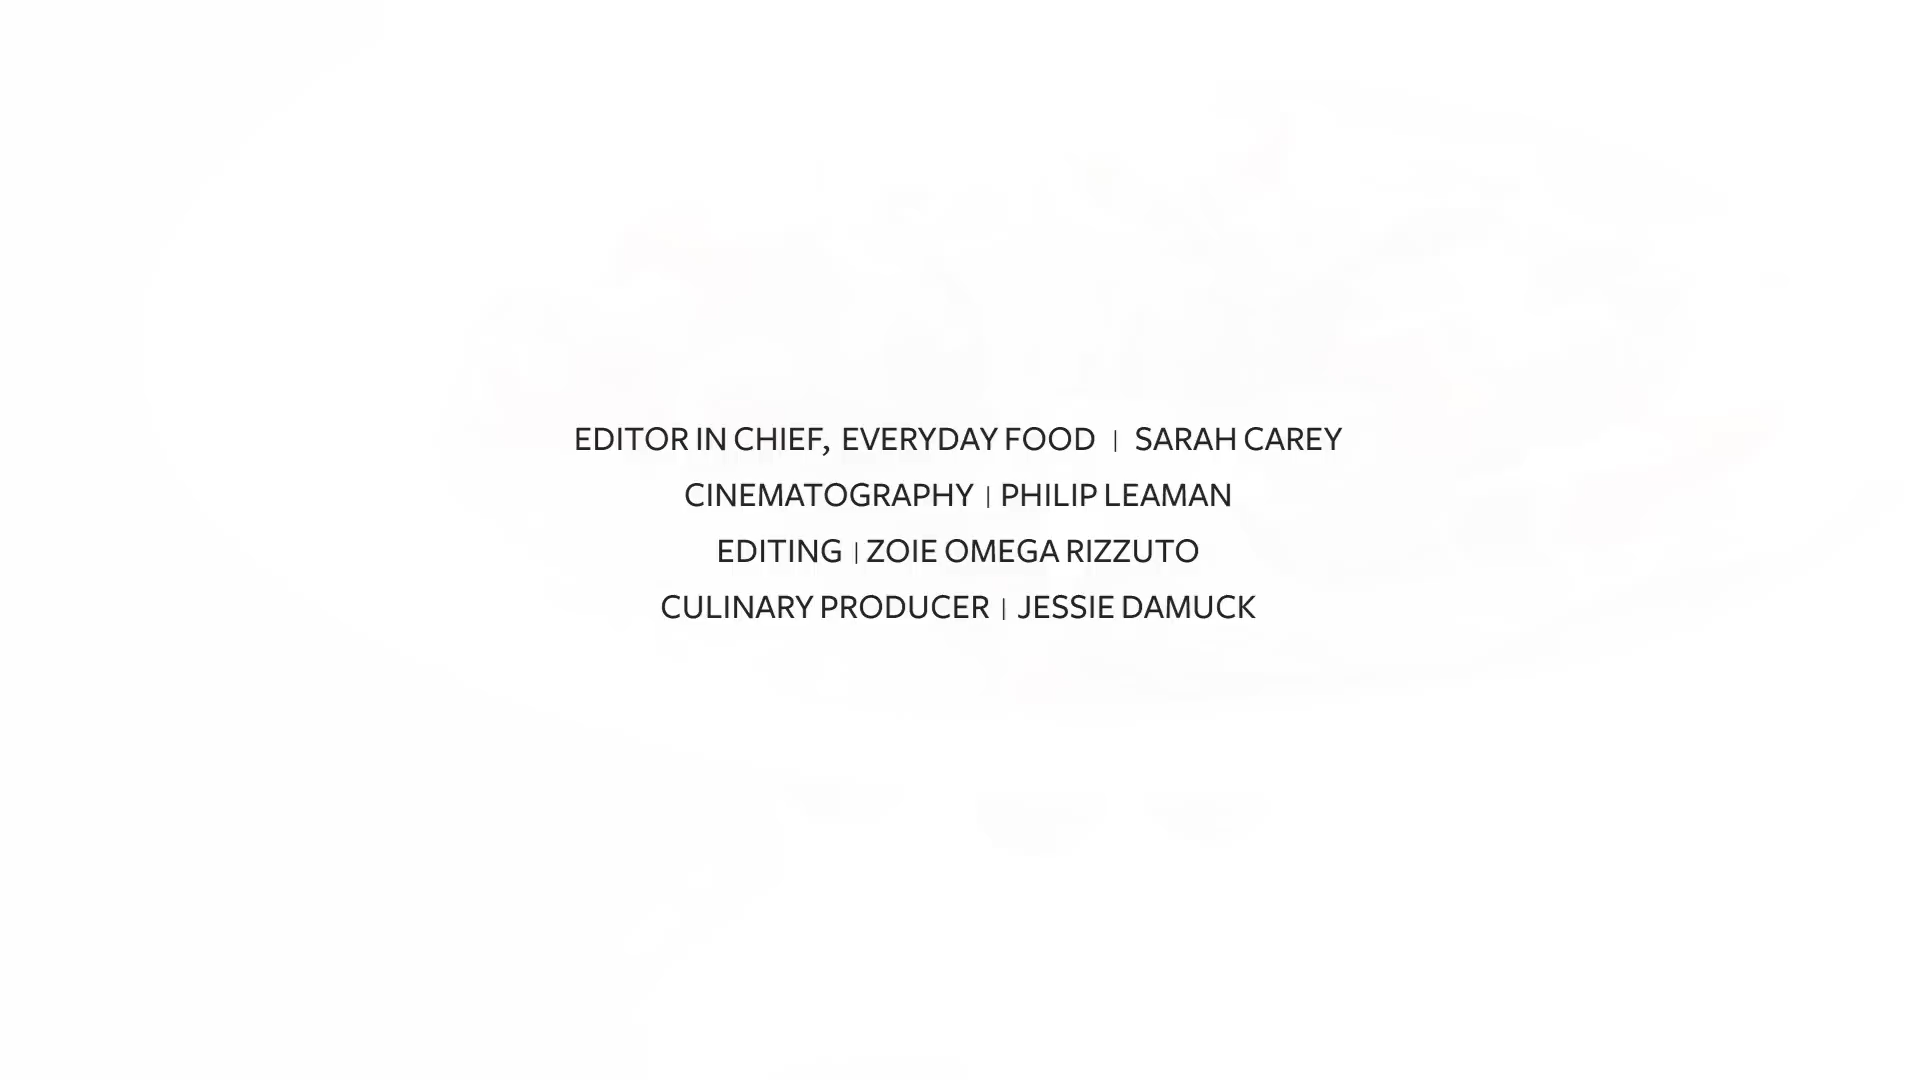 EDITOR IN CHIEF, EVERYDAY FOOD | SARAH CAREY
CINEMATOGRAPHY | PHILIP LEAMAN
EDITING | ZOIE OMEGA RIZZUTO
CULINARY PRODUCER | JESSIE DAMUCK